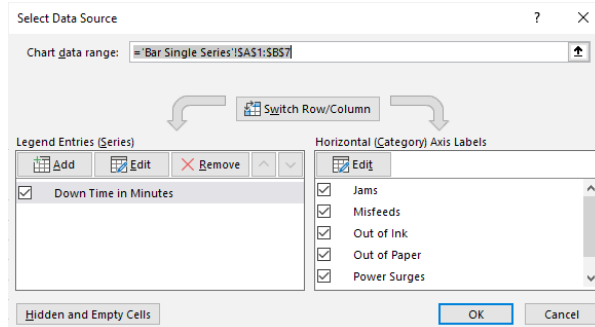 Select Data Source
?
Chart data range: ='Bar Single Series'!$A$1:$B$7
Switch Row/Column
Legend Entries (Series)
Add Edit Remove
Down Time in Minutes
Horizontal (Category) Axis Labels
Edit
Jams
Misfeeds
Out of Ink
Out of Paper
Power Surges
Hidden and Empty Cells
OK Cancel